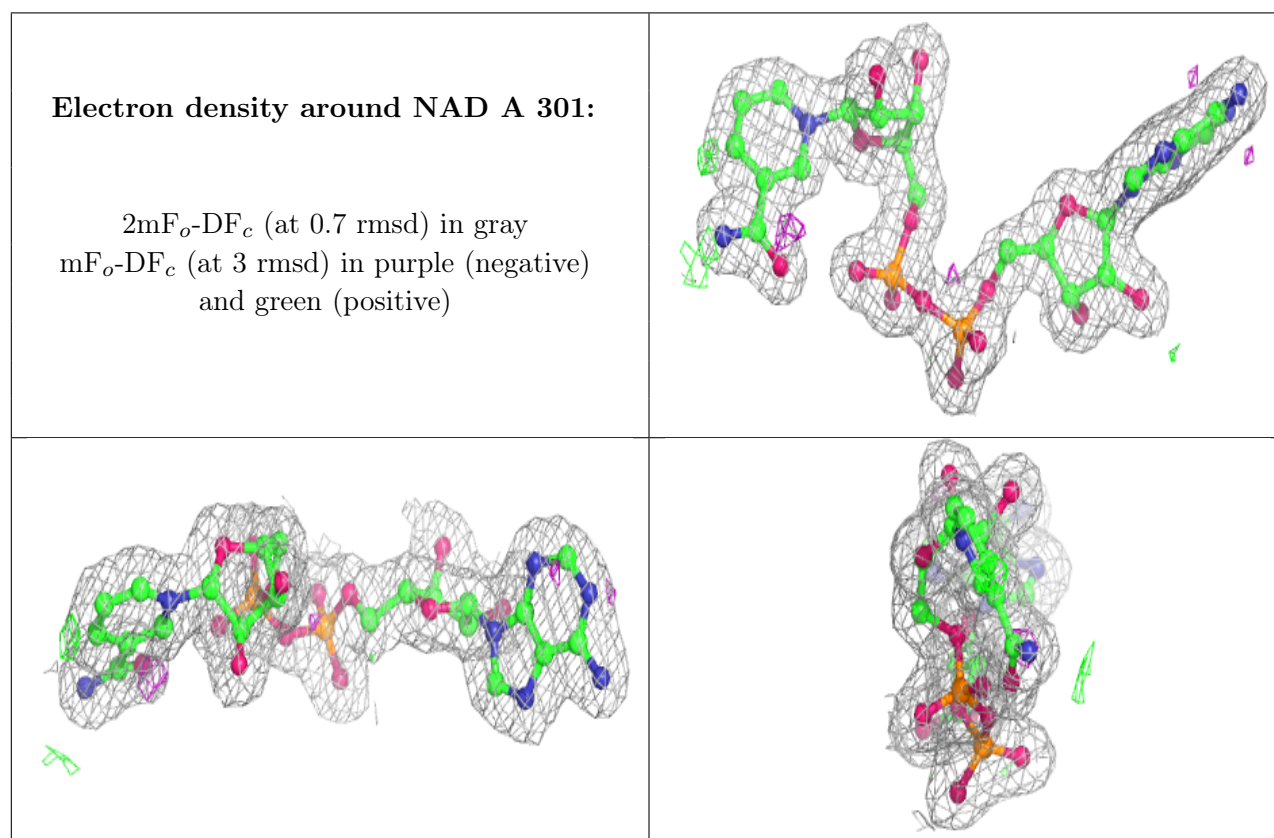 Electron density around NAD A 301:
2mFo-DFc (at 0.7 rmsd) in gray
mFo-DFc (at 3 rmsd) in purple (negative)
and green (positive)